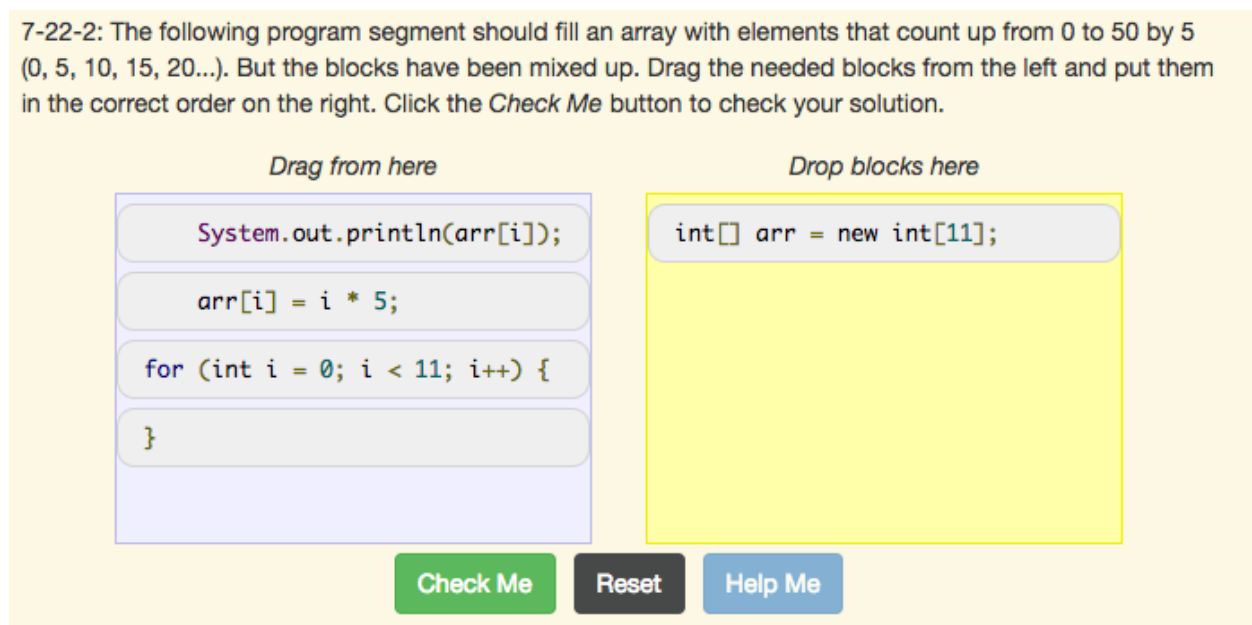 7-22-2: The following program segment should fill an array with elements that count up from 0 to 50 by 5
(0, 5, 10, 15, 20...). But the blocks have been mixed up. Drag the needed blocks from the left and put them
in the correct order on the right. Click the Check Me button to check your solution.
Drag from here
System.out.println(arr[i]);
arr[i] = i * 5;
for (int i = 0; i < 11; i++) {
}
Drop blocks here
int[] arr = new int[11];
Check Me
Reset
Help Me